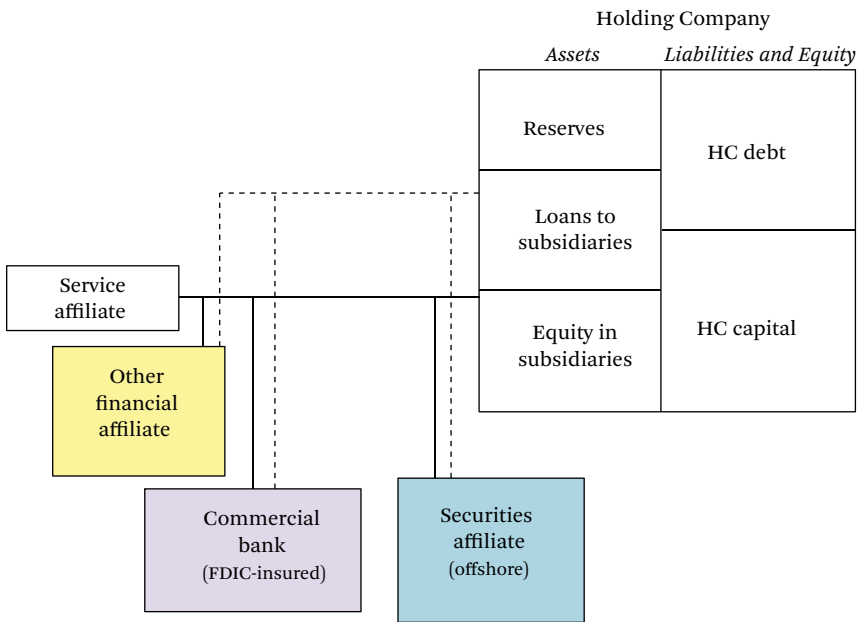 Holding Company
Assets
Liabilities and Equity
Reserves
HC debt
Loans to
subsidiaries
Service
affiliate
Equity in
subsidiaries
HC capital
Other
financial
affiliate
Commercial
bank
(FDIC-insured)
Securities
affiliate
(offshore)